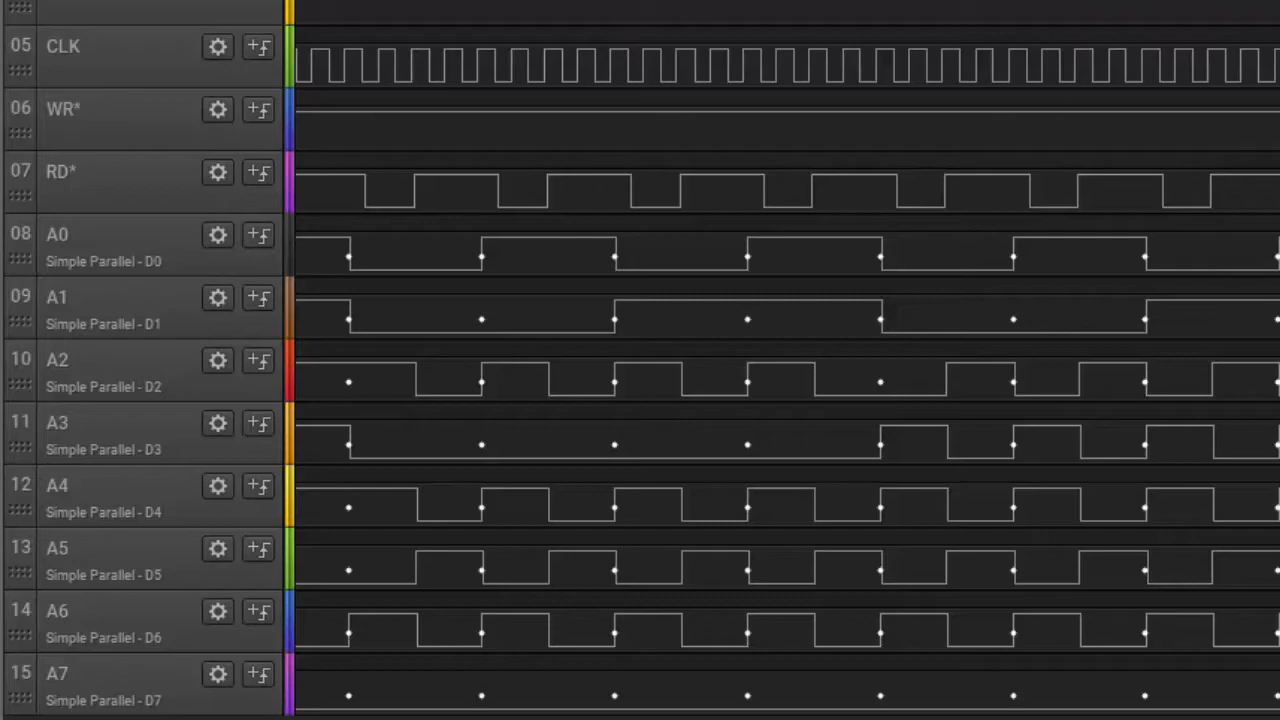 05 CLK
06 WR*
07 RD*
08 A0
Simple Parallel - D0
09 A1
Simple Parallel - D1
10 A2
Simple Parallel - D2
11 A3
Simple Parallel - D3
12 A4
Simple Parallel - D4
13 A5
Simple Parallel - D5
14 A6
Simple Parallel - D6
15 A7
Simple Parallel - D7